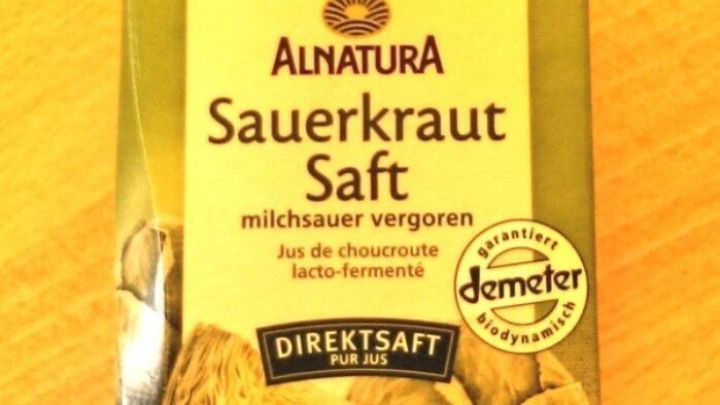 ALNATURA
Sauerkraut
Saft
milchsauer vergoren
Jus de choucroute
lacto-fermenté
garantiert
demeter
biodynamisch
DIREKTSAFT
PUR JUS